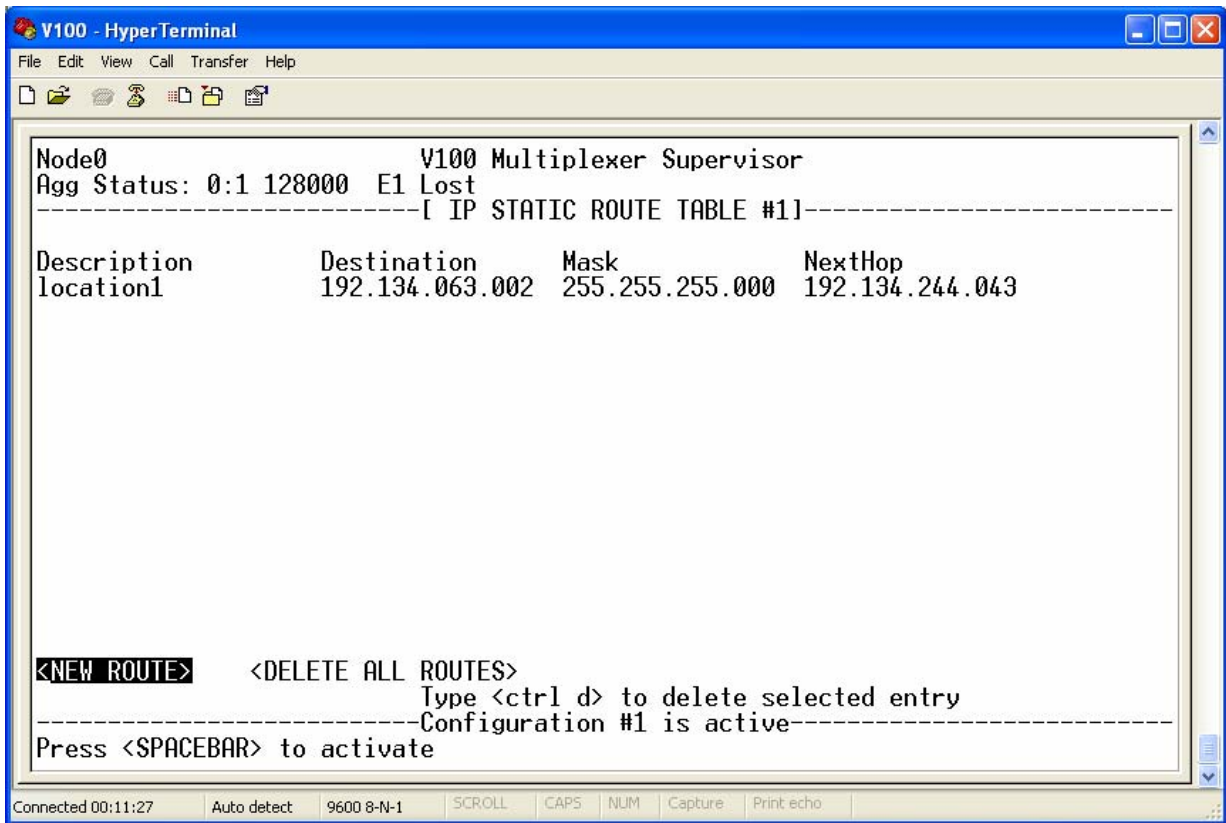 V100 - HyperTerminal
File Edit View Call Transfer Help
Node0 V100 Multiplexer Supervisor
Agg Status: 0:1 128000 E1 Lost
---------------------------[ IP STATIC ROUTE TABLE #1]--------------------------
Description Destination Mask NextHop
location1 192.134.063.002 255.255.255.000 192.134.244.043
<NEW ROUTE> <DELETE ALL ROUTES>
Type <ctrl d> to delete selected entry
---------------------------Configuration #1 is active---------------------------
Press <SPACEBAR> to activate
Connected 00:11:27 Auto detect 9600 8-N-1 SCROLL CAPS NUM Capture Print echo